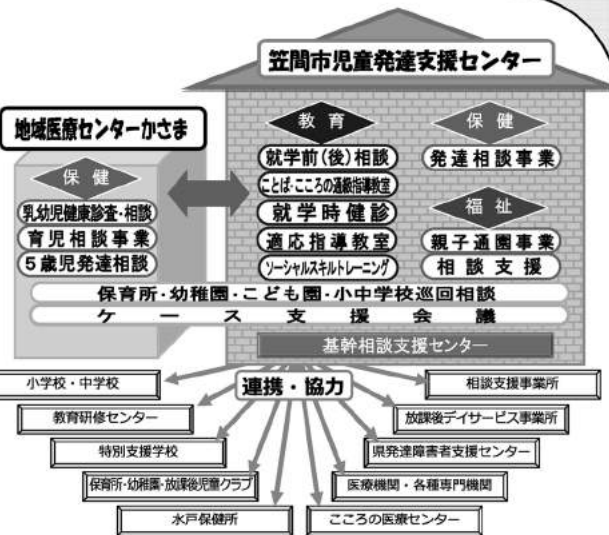 笠間市児童発達支援センター
地域医療センターかさま
保健
乳幼児健康診査・相談
育児相談事業
5歳児発達相談
教育
就学前(後)相談
ことば・こころの通級指導教室
就学時健診
適応指導教室
ソーシャルスキルトレーニング
保健
発達相談事業
福祉
親子通園事業
相談支援
保育所・幼稚園・こども園・小中学校巡回相談
ケース支援会議
基幹相談支援センター
連携・協力
小学校・中学校
教育研修センター
特別支援学校
保育所・幼稚園・放課後児童クラブ
水戸保健所
相談支援事業所
放課後デイサービス事業所
県発達障害者支援センター
医療機関・各種専門機関
こころの医療センター